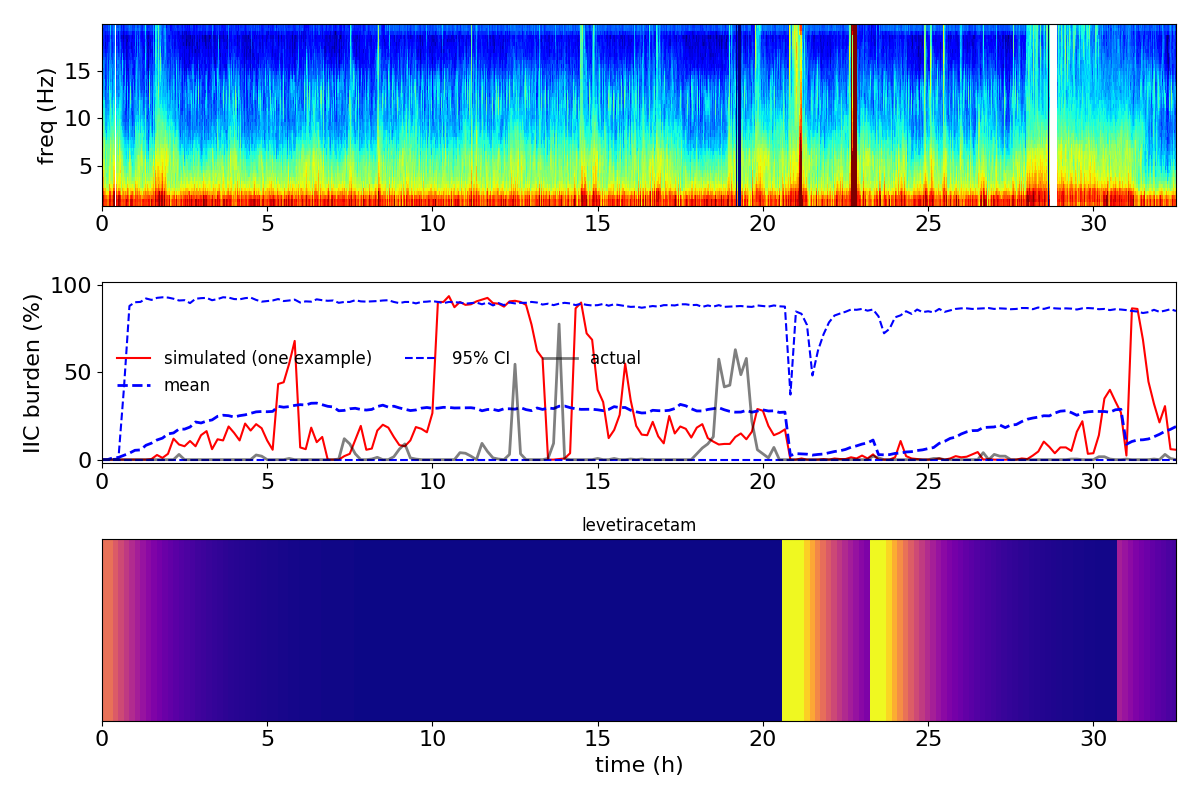 freq (Hz)
15
10
5
0 5 10 15 20 25 30
IIC burden (%)
100
50
0
simulated (one example) 95% CI actual
mean
0 5 10 15 20 25 30
levetiracetam
0 5 10 15 20 25 30
time (h)